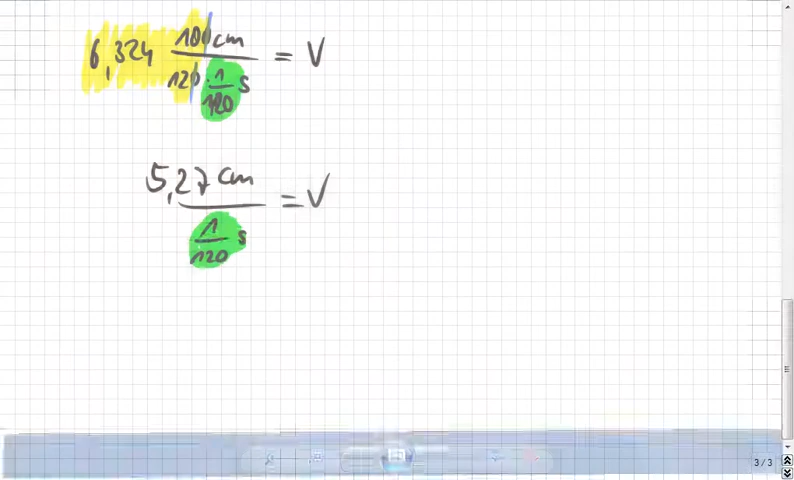 6,324 100 cm / 120 · 1/120 s = V
5,27 cm / 1/120 s = V
3 / 3